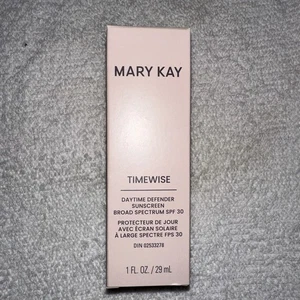 MARY KAY
TIMEWISE
DAYTIME DEFENDER
SUNSCREEN
BROAD SPECTRUM SPF 30
PROTECTEUR DE JOUR
AVEC ÉCRAN SOLAIRE
À LARGE SPECTRE FPS 30
DIN 02533278
1 FL. OZ. / 29 mL